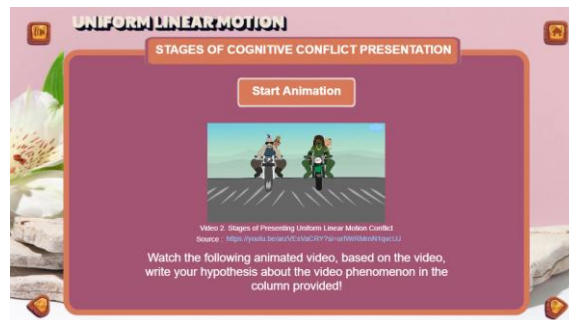 UNIFORM LINEAR MOTION
STAGES OF COGNITIVE CONFLICT PRESENTATION
Start Animation
Video 2. Stages of Presenting Uniform Linear Motion Conflict
Source :
Watch the following animated video, based on the video,
write your hypothesis about the video phenomenon in the
column provided!